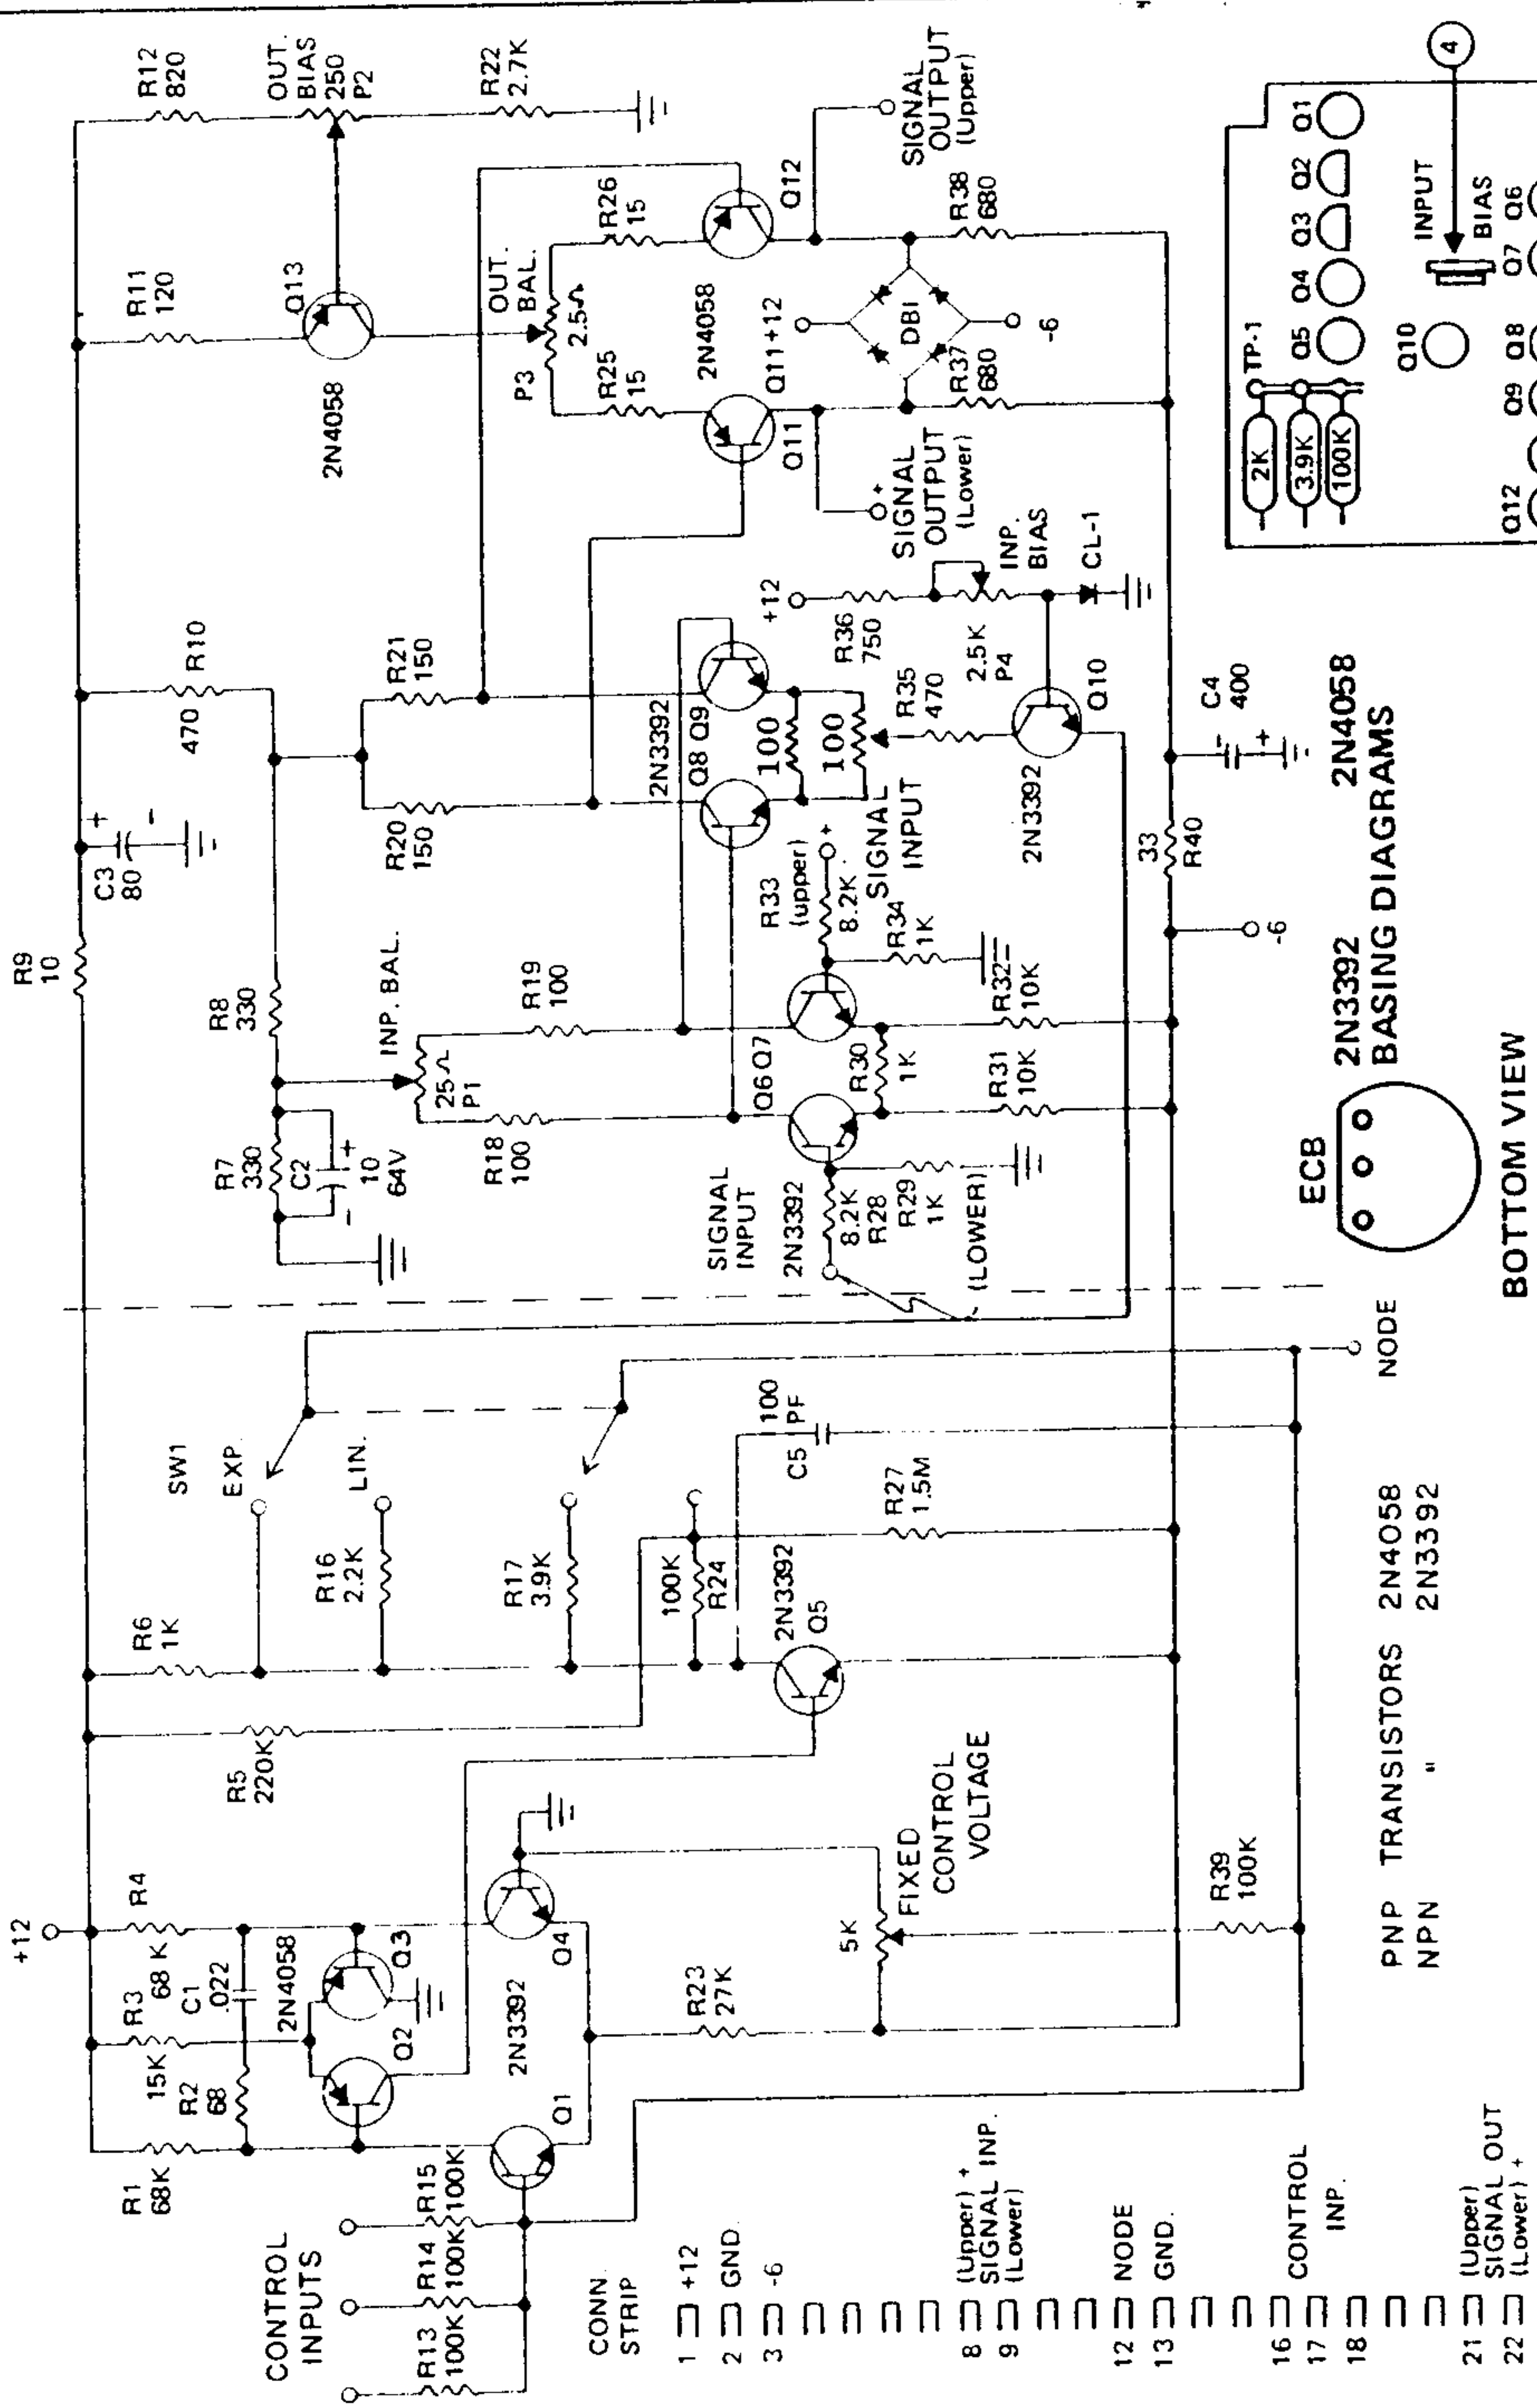 +12
R9
10
R12
820
OUT.
BIAS
250
P2
R22
2.7K
R11
120
Q13
2N4058
R10
470
C3
80
+
-
R8
330
R7
330
C2
10
64V
-
+
INP. BAL.
25Ω
P1
R19
100
R18
100
R21
150
R20
150
OUT.
BAL.
P3
2.5Ω
R26
15
R25
15
Q12
2N4058
Q11
Q11
+12
DBI
-6
R38
680
R37
680
SIGNAL
OUTPUT
(Upper)
SIGNAL
OUTPUT
(Lower)
+
R6
1K
SW1
EXP.
LIN.
R16
2.2K
R17
3.9K
100K
R24
R5
220K
R4
68 K
R3
15K
C1
.022
R2
68
R1
68K
2N4058
Q3
Q2
2N3392
Q4
Q1
R23
27K
5K
FIXED
CONTROL
VOLTAGE
R39
100K
2N3392
Q5
R27
1.5M
C5
100
PF
NODE
SIGNAL
INPUT
2N3392
8.2K
R28
R29
1K
- (LOWER)
Q6 Q7
R30
1K
R31
10K
R32
10K
R33
(upper)
8.2K
+
R34
1K
SIGNAL
INPUT
2N3392
Q8 Q9
100
100
R35
470
+12
R36
750
2.5K
P4
INP.
BIAS
CL-1
2N3392
Q10
33
R40
-6
C4
400
-
+
CONTROL
INPUTS
R13
100K
R14
100K
R15
100K
CONN.
STRIP
1 +12
2 GND.
3 -6
8 (Upper) +
SIGNAL INP.
9 (Lower)
12 NODE
13 GND.
16
17 CONTROL
INP.
18
21 (Upper)
SIGNAL OUT
22 (Lower) +
PNP TRANSISTORS 2N4058
NPN " 2N3392
ECB
2N3392 2N4058
BASING DIAGRAMS
BOTTOM VIEW
2K
3.9K
100K
TP-1
Q5
Q4
Q3
Q2
Q1
Q10
INPUT
BIAS
4
Q12
Q9
Q8
Q7
Q6